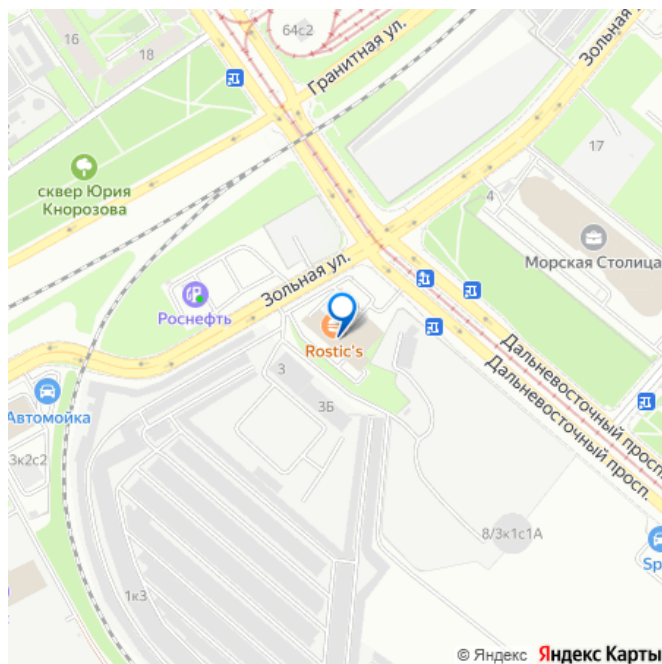 64с2
16
18
Гранитная ул.
Зольная ул.
17
сквер Юрия
Кнорозова
4
Морская Столица
Зольная ул.
Роснефть
Rostic's
Дальневосточный просп.
Дальневосточный просп.
3
Автомойка
3Б
3к2с2
8/3к1с1А
Sp
1к3
© Яндекс Яндекс Карты